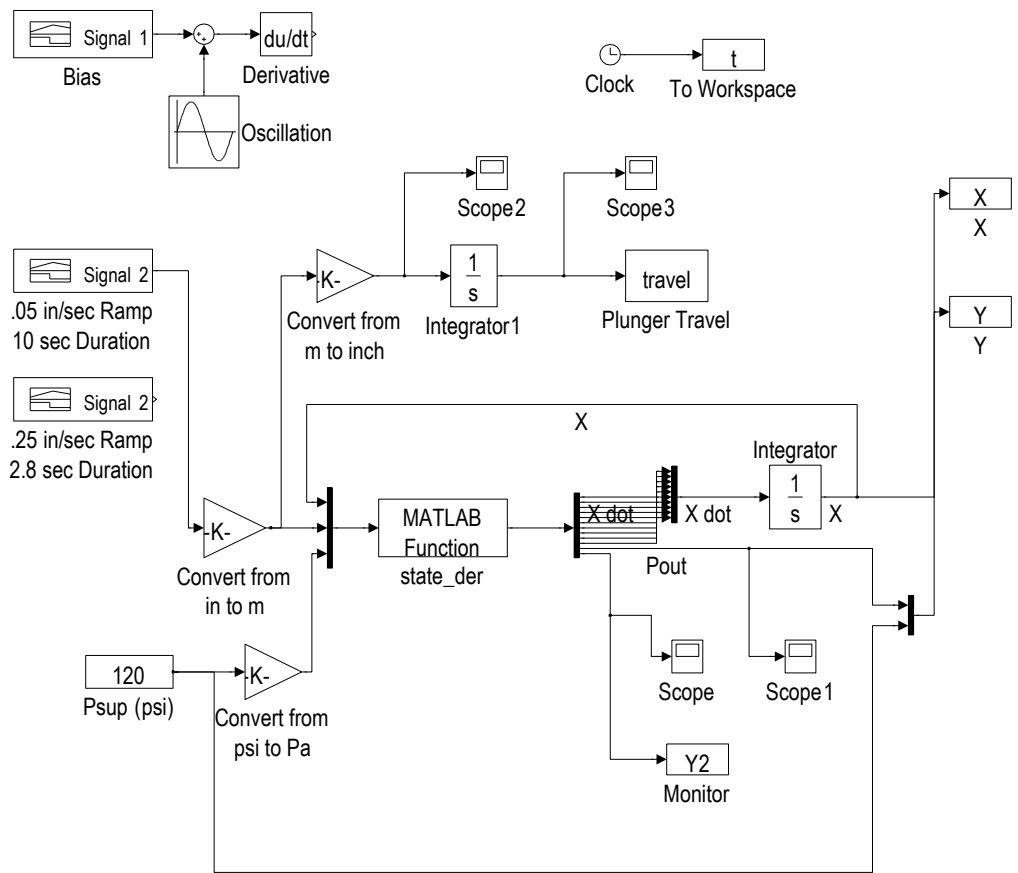 Signal 1
Bias
du/dt
Derivative
Oscillation
Clock
t
To Workspace
Scope2
Scope3
X
X
Signal 2
.05 in/sec Ramp
10 sec Duration
-K-
Convert from
m to inch
1
s
Integrator1
travel
Plunger Travel
Y
Y
Signal 2
.25 in/sec Ramp
2.8 sec Duration
X
Integrator
-K-
Convert from
in to m
MATLAB
Function
state_der
X dot
X dot
1
s
X
Pout
120
Psup (psi)
-K-
Convert from
psi to Pa
Scope
Scope1
Y2
Monitor